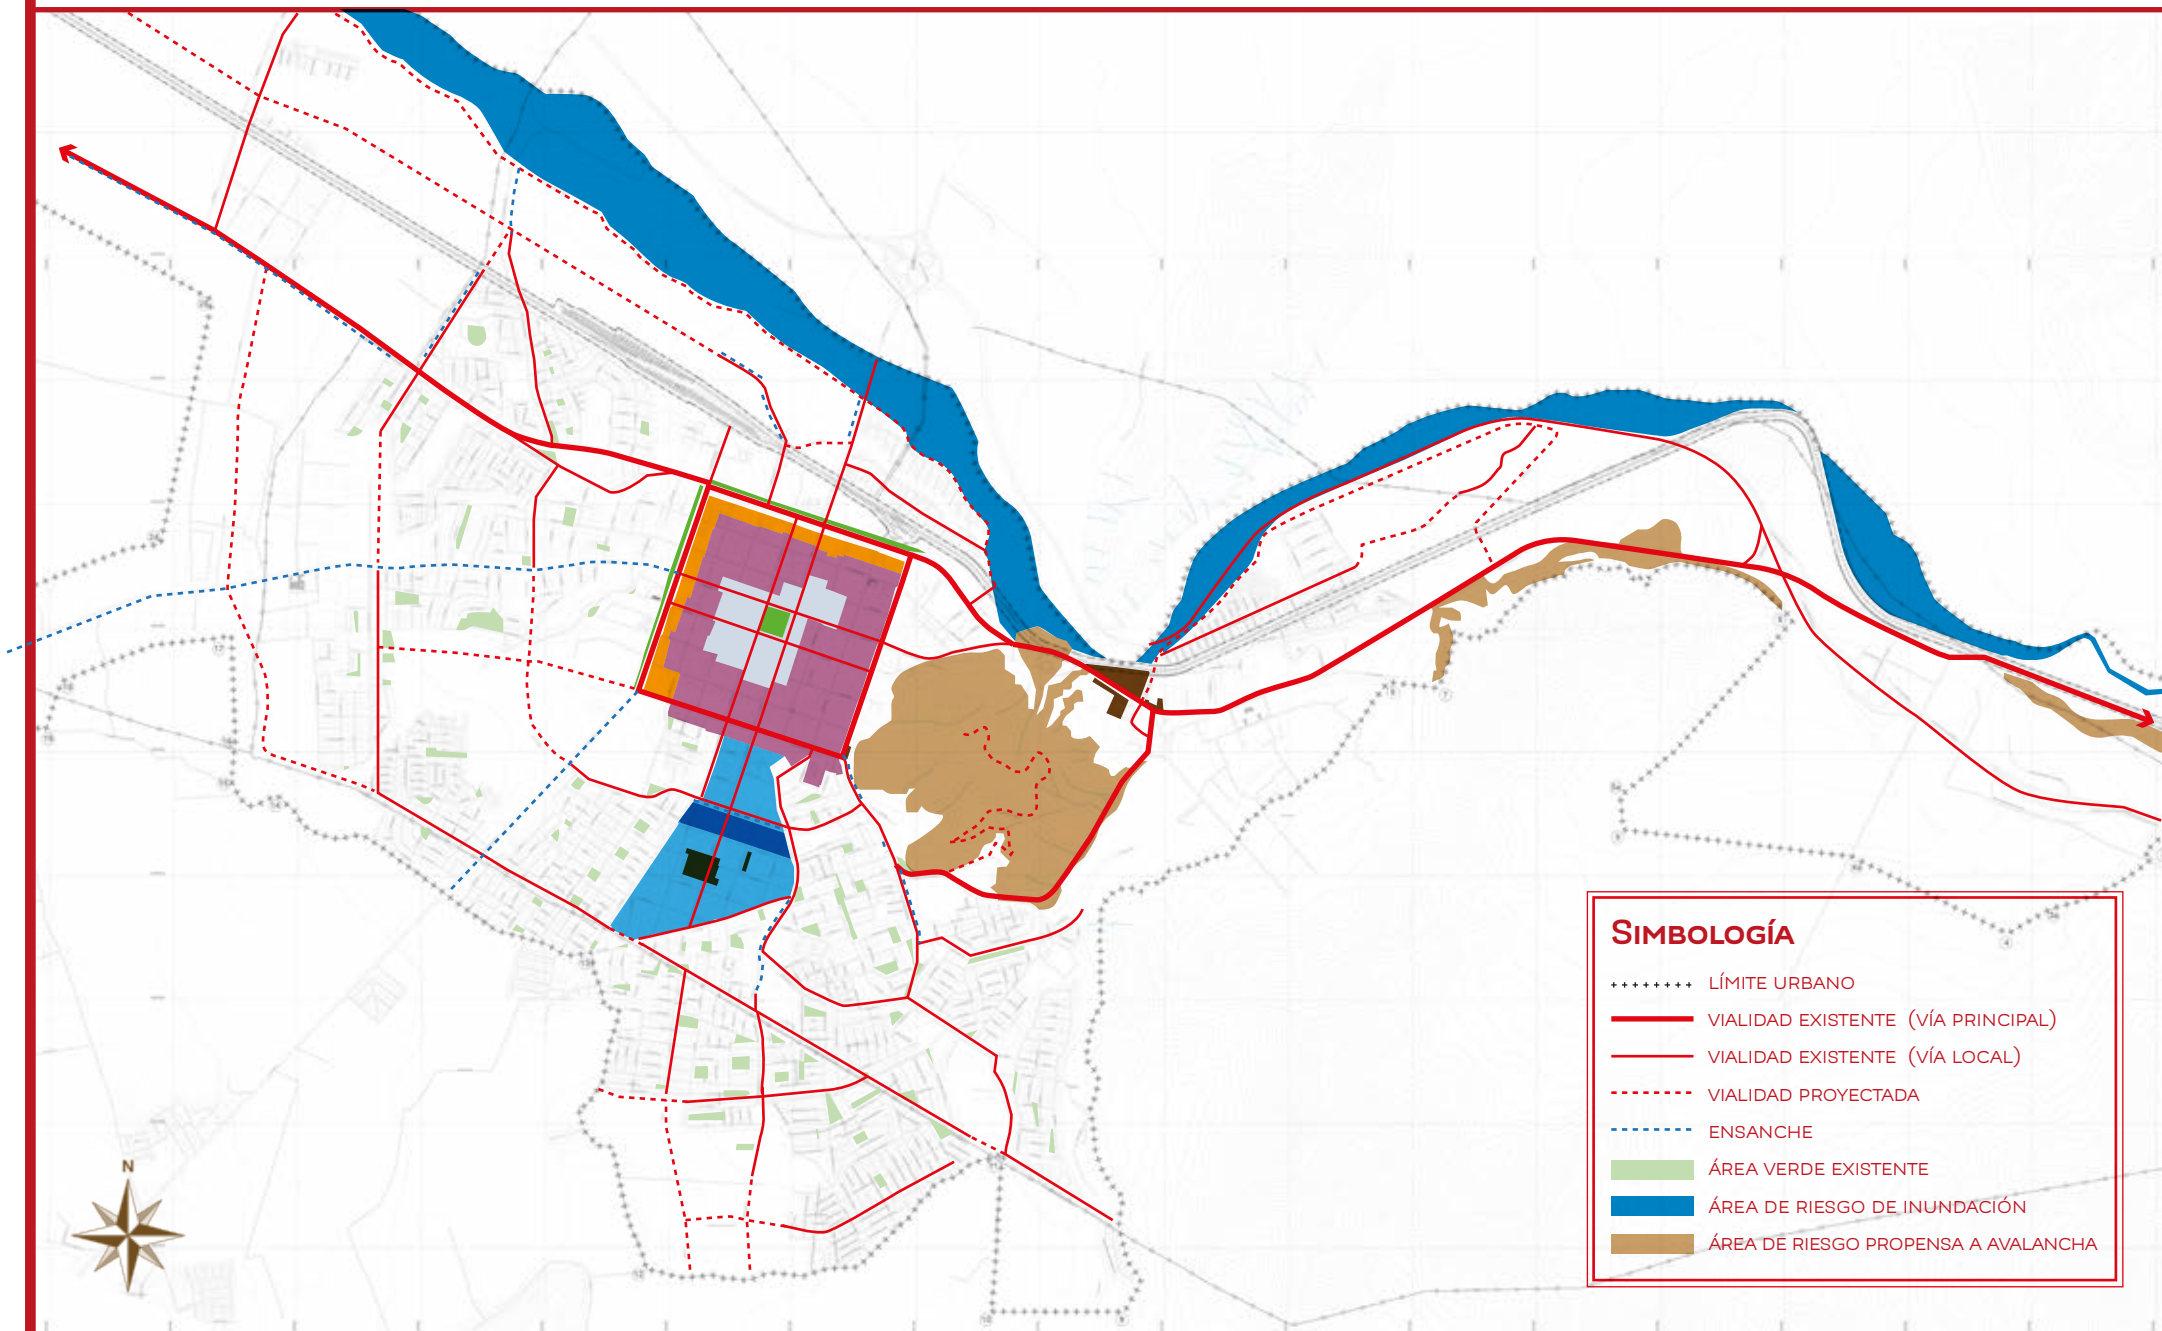 N
SIMBOLOGÍA
LÍMITE URBANO
VIALIDAD EXISTENTE (VÍA PRINCIPAL)
VIALIDAD EXISTENTE (VÍA LOCAL)
VIALIDAD PROYECTADA
ENSANCHE
ÁREA VERDE EXISTENTE
ÁREA DE RIESGO DE INUNDACIÓN
ÁREA DE RIESGO PROPENSA A AVALANCHA